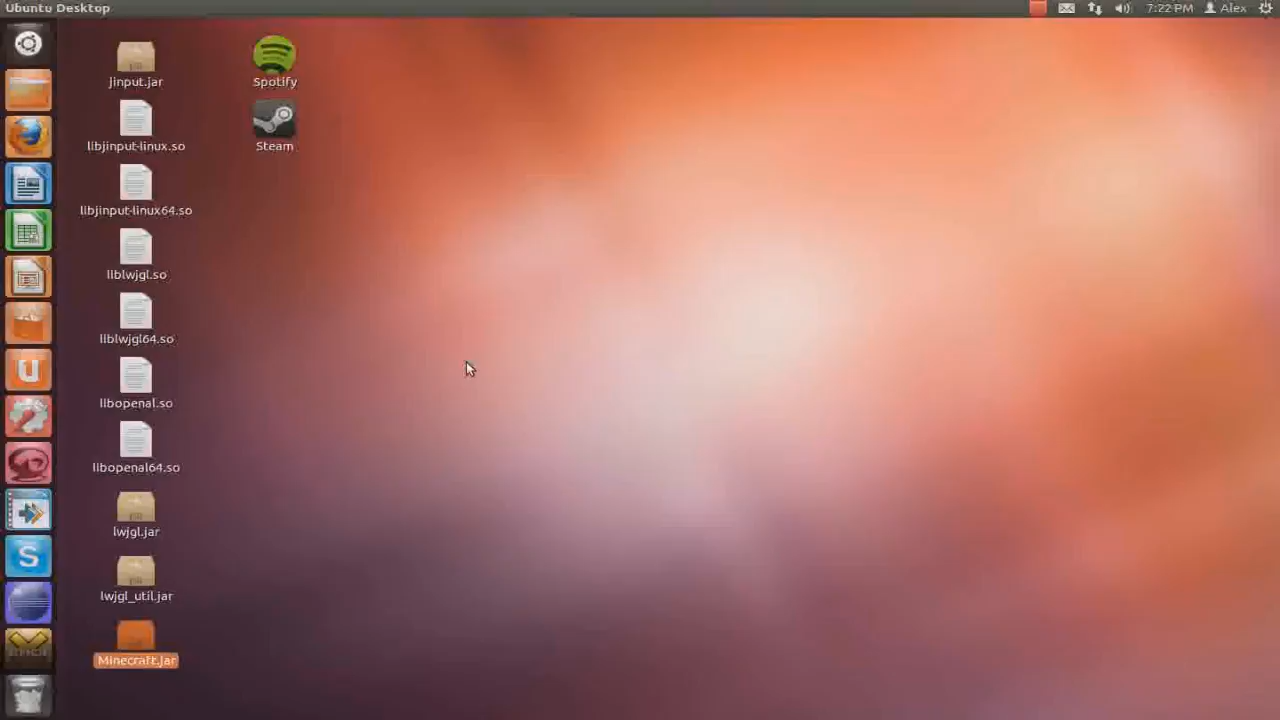 Ubuntu Desktop
7:22 PM
Alex
jinput.jar
Spotify
libjinput-linux.so
Steam
libjinput-linux64.so
liblwjgl.so
liblwjgl64.so
libopenal.so
libopenal64.so
lwjgl.jar
lwjgl_util.jar
Minecraft.jar